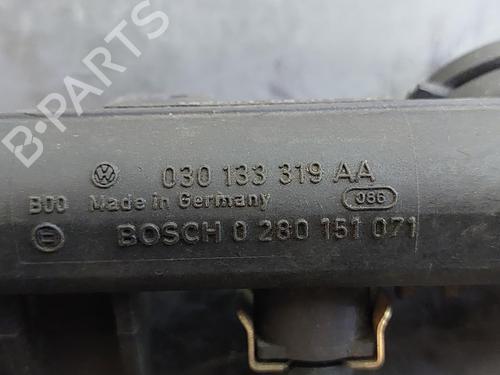 B-PARTS
030 133 319 AA
B00 Made in Germany 086
BOSCH 0 280 151 071